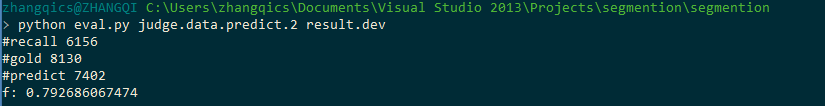 zhangqics@ZHANGQI C:\Users\zhangqics\Documents\Visual Studio 2013\Projects\segmention\segmention
> python eval.py judge.data.predict.2 result.dev
#recall 6156
#gold 8130
#predict 7402
f: 0.792686067474